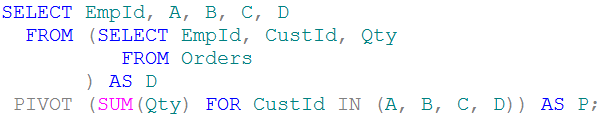 SELECT EmpId, A, B, C, D
FROM (SELECT EmpId, CustId, Qty
FROM Orders
) AS D
PIVOT (SUM(Qty) FOR CustId IN (A, B, C, D)) AS P;